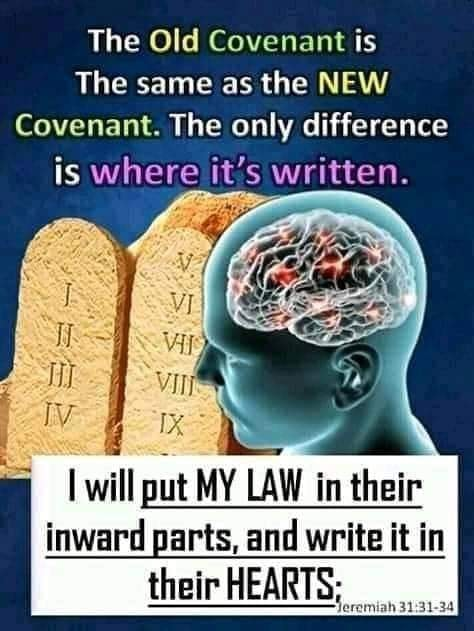 The Old Covenant is
The same as the NEW
Covenant. The only difference
is where it's written.
I
II
III
IV
V
VI
VII
VIII
IX
I will put MY LAW in their
inward parts, and write it in
their HEARTS;
Jeremiah 31:31-34